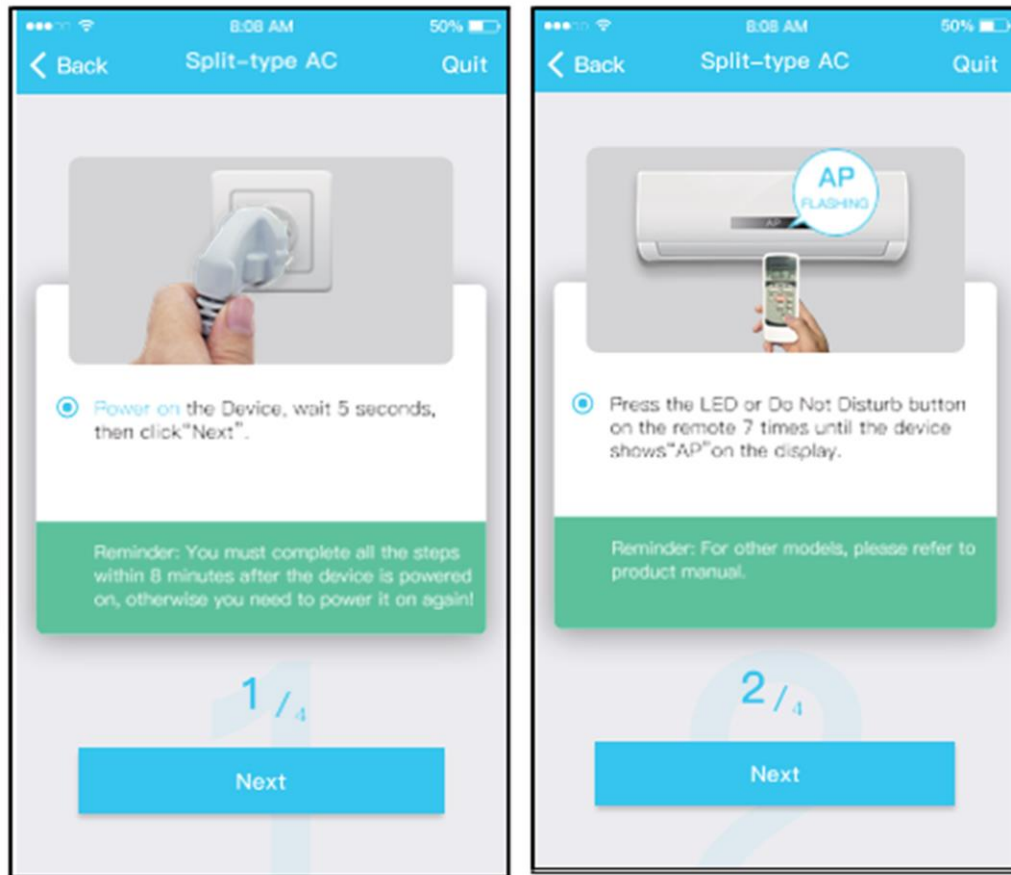 8:08 AM
50%
Back
Split-type AC
Quit
Power on the Device, wait 5 seconds,
then click"Next".
Reminder: You must complete all the steps
within 8 minutes after the device is powered
on, otherwise you need to power it on again!
1/4
1
Next
8:08 AM
50%
Back
Split-type AC
Quit
AP
FLASHING
AP
Press the LED or Do Not Disturb button
on the remote 7 times until the device
shows"AP"on the display.
Reminder: For other models, please refer to
product manual.
2/4
2
Next